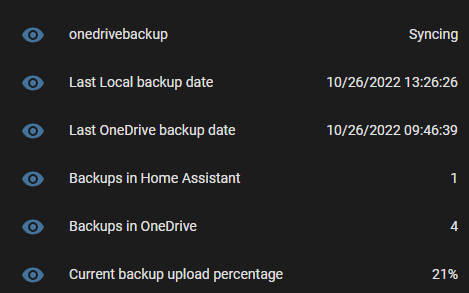 onedrivebackup Syncing
Last Local backup date 10/26/2022 13:26:26
Last OneDrive backup date 10/26/2022 09:46:39
Backups in Home Assistant 1
Backups in OneDrive 4
Current backup upload percentage 21%